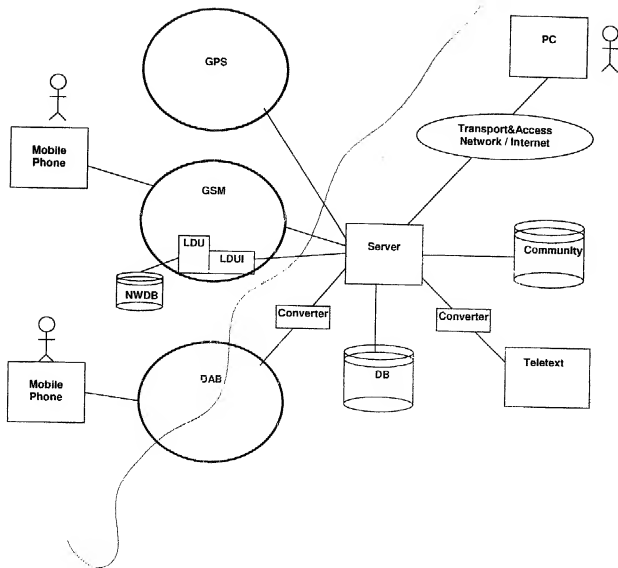 GPS
PC
Transport&Access
Network / Internet
Mobile
Phone
GSM
LDU
LDUI
NWDB
Server
Community
Converter
Converter
Mobile
Phone
DAB
DB
Teletext